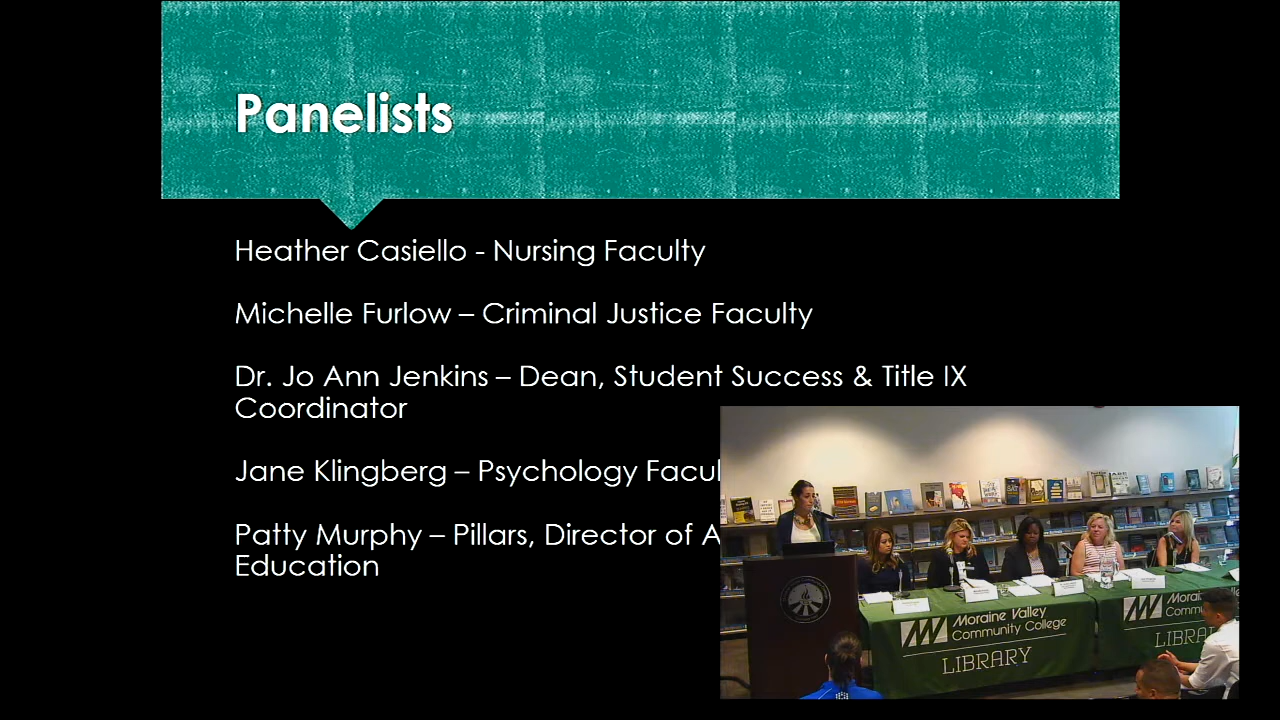 Panelists
Heather Casiello - Nursing Faculty
Michelle Furlow – Criminal Justice Faculty
Dr. Jo Ann Jenkins – Dean, Student Success & Title IX
Coordinator
Jane Klingberg – Psychology Facul
Patty Murphy – Pillars, Director of A
Education
Moraine Valley
Community College
LIBRARY
Moraine
Commu
LIBRA